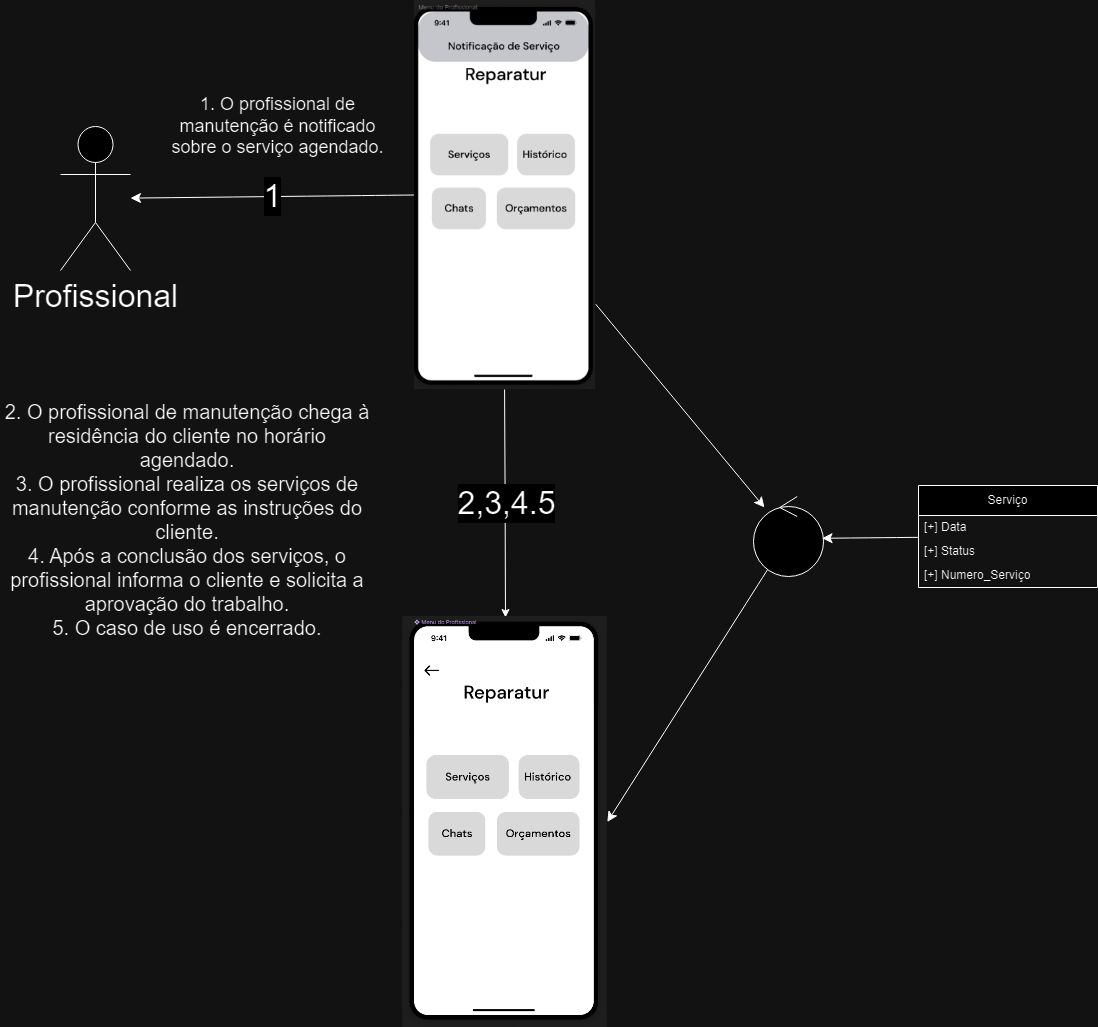 Menu do Profissional
9:41
Notificação de Serviço
Reparatur
Serviços
Histórico
Chats
Orçamentos
1. O profissional de
manutenção é notificado
sobre o serviço agendado.
1
Profissional
2. O profissional de manutenção chega à
residência do cliente no horário
agendado.
3. O profissional realiza os serviços de
manutenção conforme as instruções do
cliente.
4. Após a conclusão dos serviços, o
profissional informa o cliente e solicita a
aprovação do trabalho.
5. O caso de uso é encerrado.
2,3,4.5
Serviço
[+] Data
[+] Status
[+] Numero_Serviço
Menu do Profissional
9:41
Reparatur
Serviços
Histórico
Chats
Orçamentos